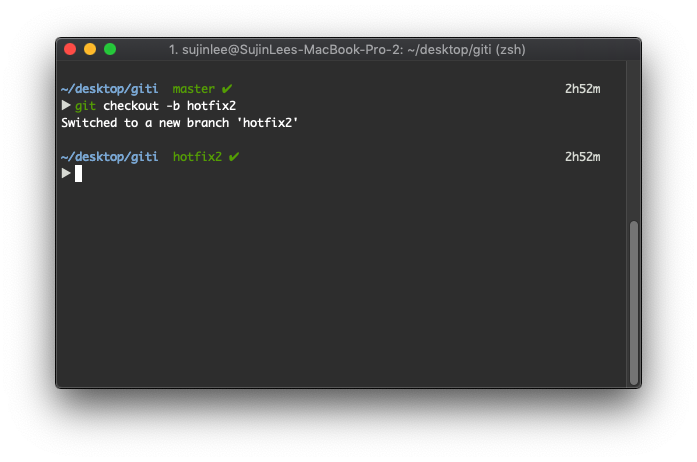 1. sujinlee@SujinLees-MacBook-Pro-2: ~/desktop/giti (zsh)
~/desktop/giti master ✔ 2h52m
▶ git checkout -b hotfix2
Switched to a new branch 'hotfix2'
~/desktop/giti hotfix2 ✔ 2h52m
▶